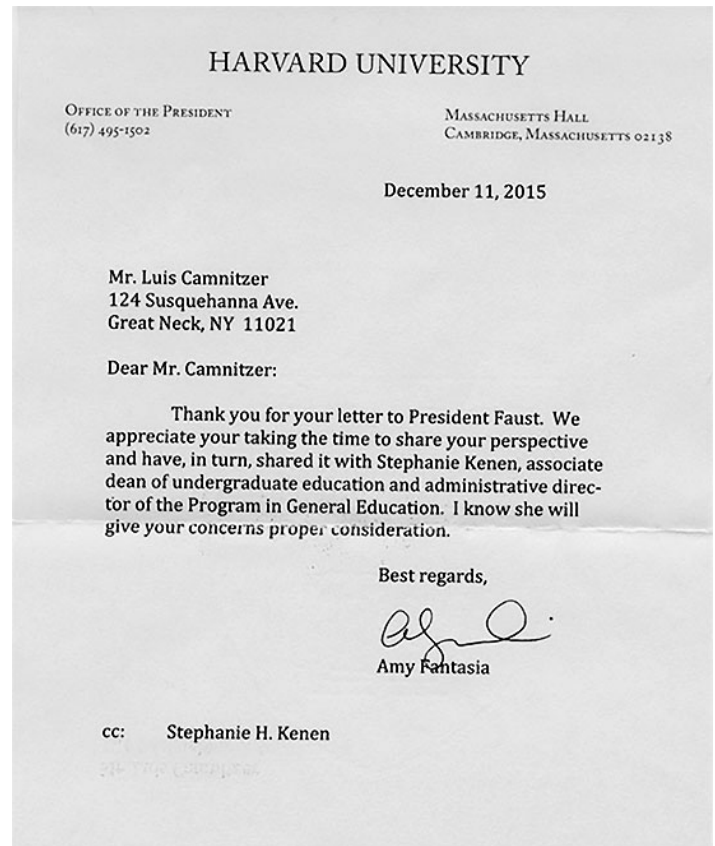 HARVARD UNIVERSITY
OFFICE OF THE PRESIDENT
(617) 495-1502
MASSACHUSETTS HALL
CAMBRIDGE, MASSACHUSETTS 02138
December 11, 2015
Mr. Luis Camnitzer
124 Susquehanna Ave.
Great Neck, NY 11021
Dear Mr. Camnitzer:
Thank you for your letter to President Faust. We
appreciate your taking the time to share your perspective
and have, in turn, shared it with Stephanie Kenen, associate
dean of undergraduate education and administrative direc-
tor of the Program in General Education. I know she will
give your concerns proper consideration.
Best regards,
Amy Fantasia
cc: Stephanie H. Kenen